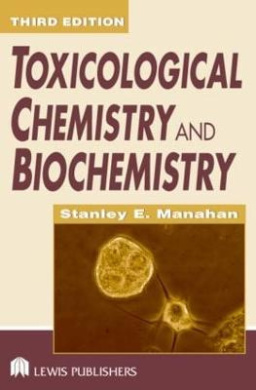 THIRD EDITION
TOXICOLOGICAL
CHEMISTRY AND
BIOCHEMISTRY
Stanley E. Manahan
LEWIS PUBLISHERS